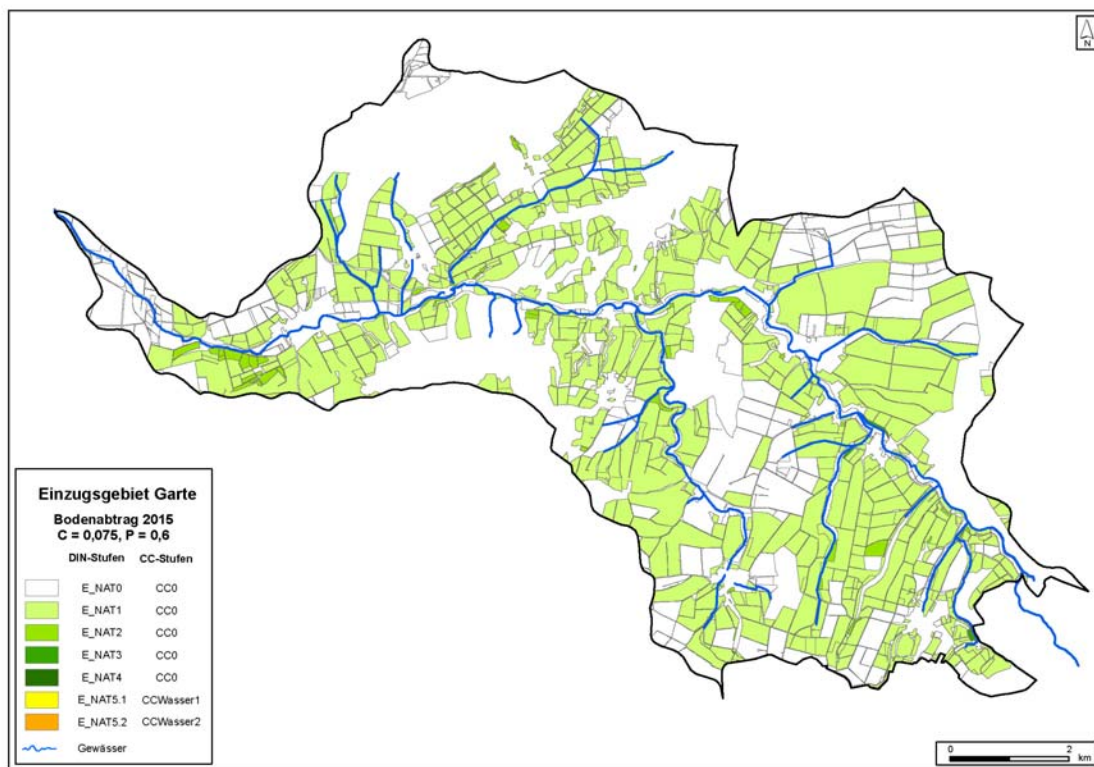 N
Einzugsgebiet Garte
Bodenabtrag 2015
C = 0,075, P = 0,6
DIN-Stufen CC-Stufen
E_NAT0 CC0
E_NAT1 CC0
E_NAT2 CC0
E_NAT3 CC0
E_NAT4 CC0
E_NAT5.1 CCWasser1
E_NAT5.2 CCWasser2
Gewässer
0 2
km